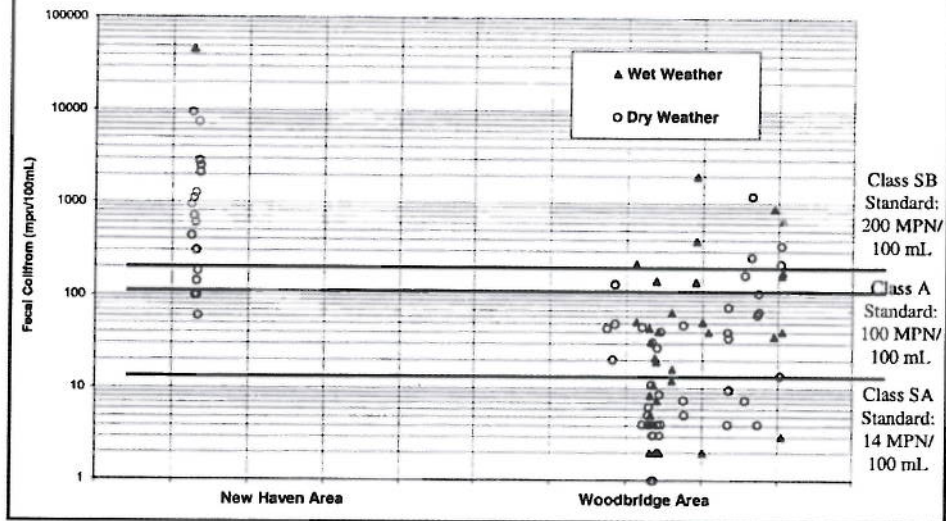 100000
10000
1000
100
10
1
Fecal Coliform (mpn/100mL)
Wet Weather
Dry Weather
Class SB
Standard:
200 MPN/
100 mL
Class A
Standard:
100 MPN/
100 mL
Class SA
Standard:
14 MPN/
100 mL
New Haven Area
Woodbridge Area